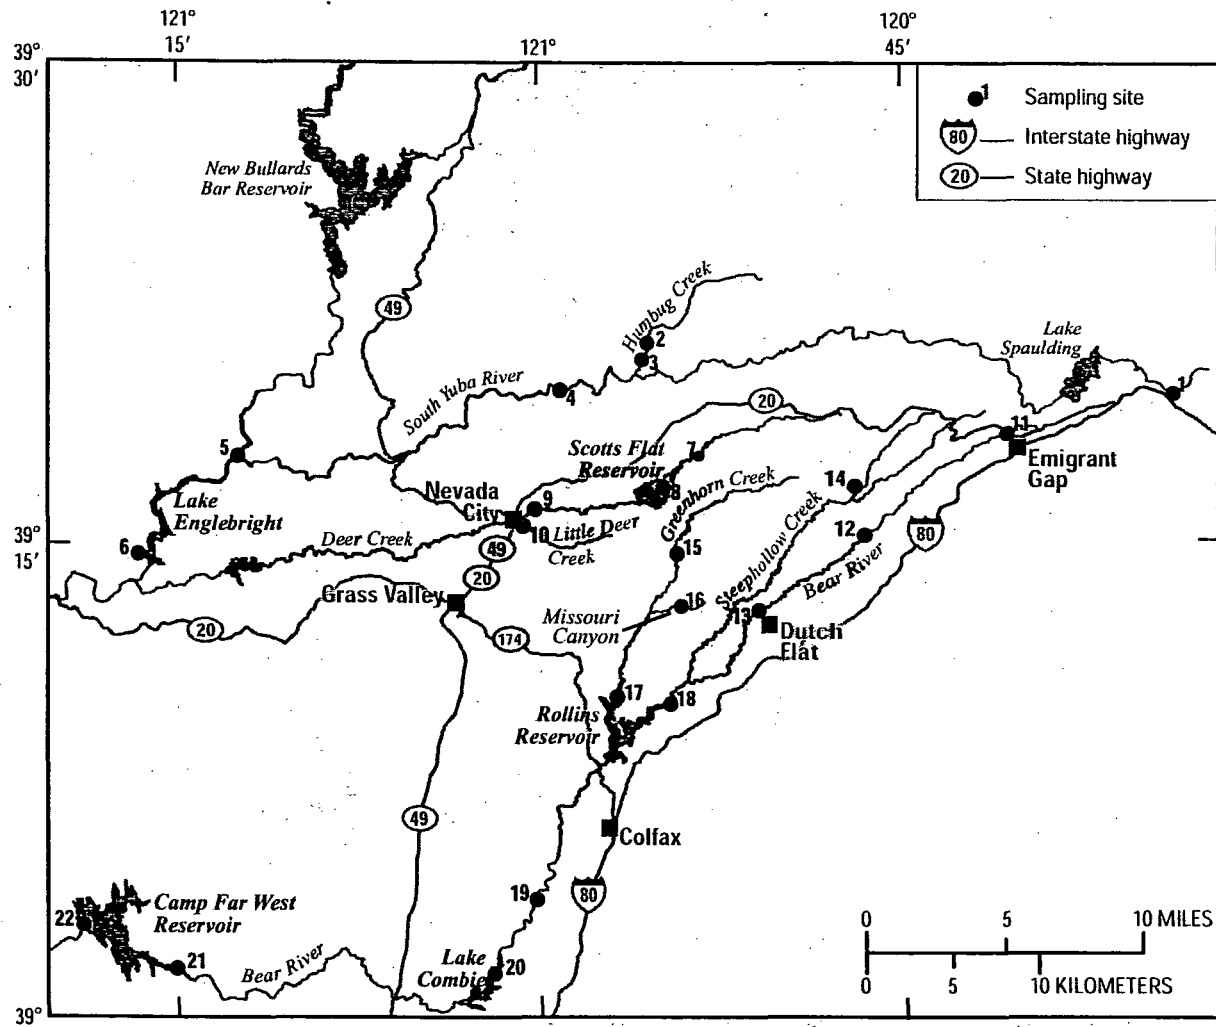 121°
15'
121°
120°
45'
39°
30'
1
Sampling site
80
Interstate highway
20
State highway
New Bullards
Bar Reservoir
49
Humbug Creek
2
3
Lake
Spaulding
1
South Yuba River
4
20
5
Scotts Flat
Reservoir
7
8
11
Emigrant
Gap
Lake
Englebright
Nevada
City
9
10
Little Deer
Creek
Greenhorn Creek
14
Steephollow Creek
12
80
39°
15'
6
Deer Creek
49
15
Bear River
20
Grass Valley
16
Missouri
Canyon
13
Dutch
Flat
20
174
17
18
Rollins
Reservoir
49
Colfax
19
80
Camp Far West
Reservoir
22
21
Bear River
Lake
Combie
20
0 5 10 MILES
0 5 10 KILOMETERS
39°